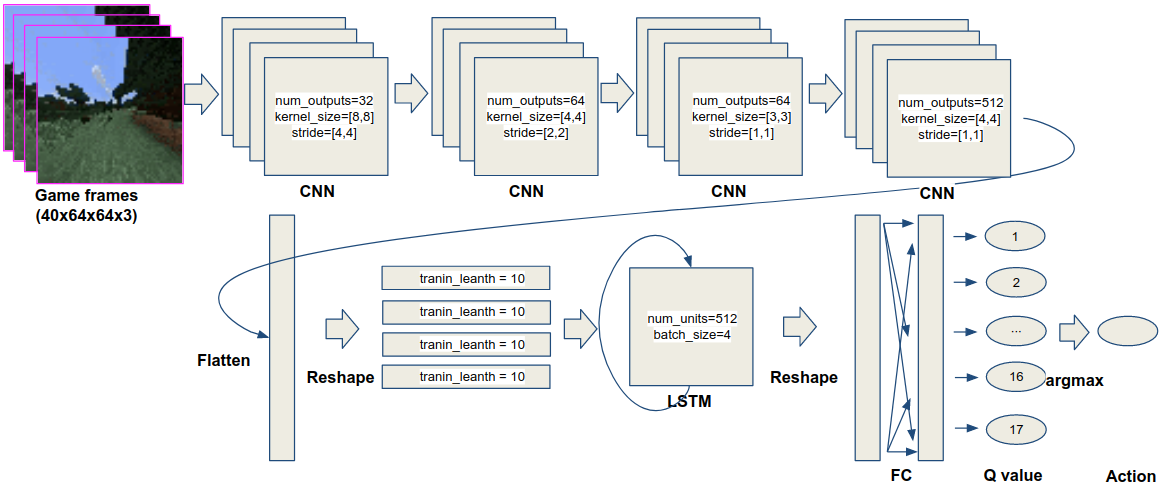 num_outputs=32
kernel_size=[8,8]
stride=[4,4]
num_outputs=64
kernel_size=[4,4]
stride=[2,2]
num_outputs=64
kernel_size=[3,3]
stride=[1,1]
num_outputs=512
kernel_size=[4,4]
stride=[1,1]
Game frames
(40x64x64x3)
CNN
CNN
CNN
CNN
Flatten
Reshape
tranin_leanth = 10
tranin_leanth = 10
tranin_leanth = 10
tranin_leanth = 10
num_units=512
batch_size=4
LSTM
Reshape
FC
1
2
...
16
17
Q value
argmax
Action